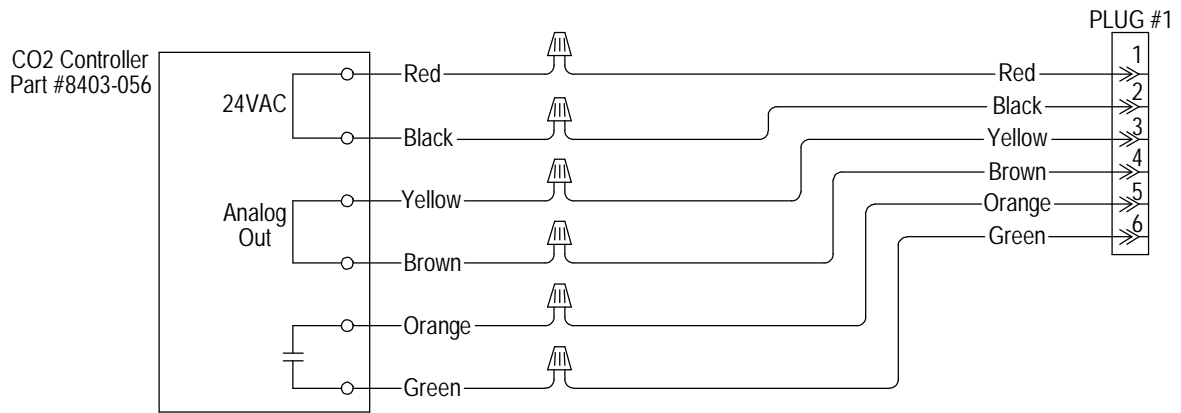 PLUG #1
CO2 Controller
Part #8403-056
24VAC
Analog
Out
Red
Black
Yellow
Brown
Orange
Green
Red
Black
Yellow
Brown
Orange
Green
1
2
3
4
5
6